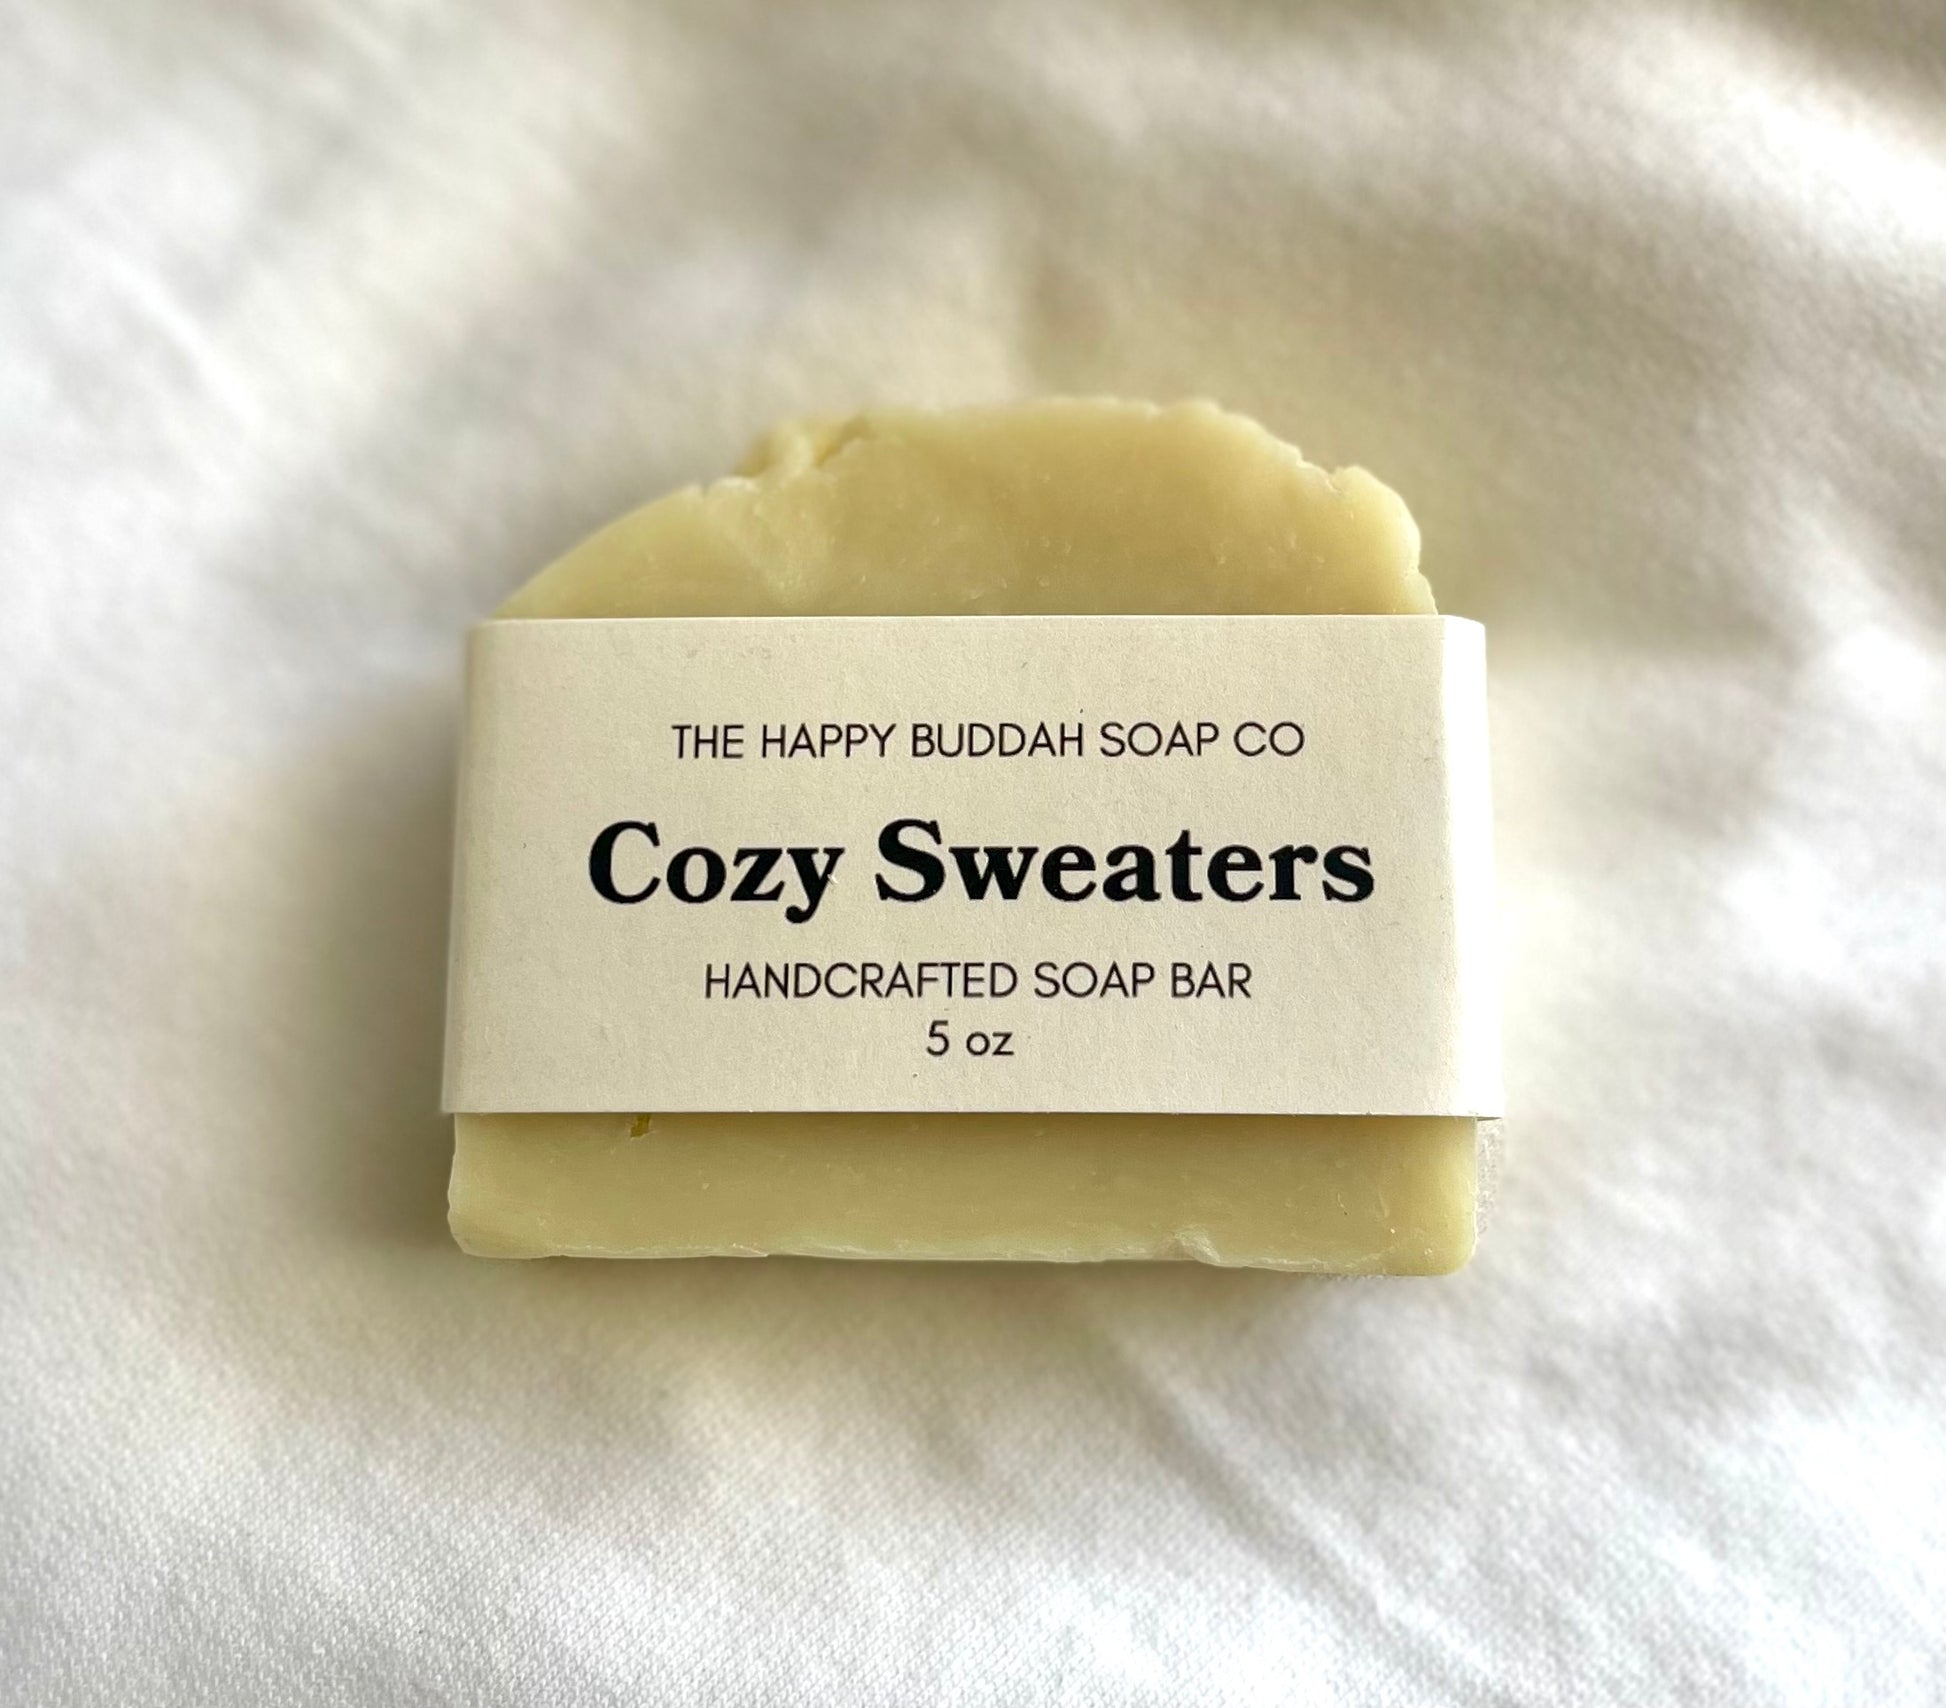 THE HAPPY BUDDAH SOAP CO
Cozy Sweaters
HANDCRAFTED SOAP BAR
5 oz